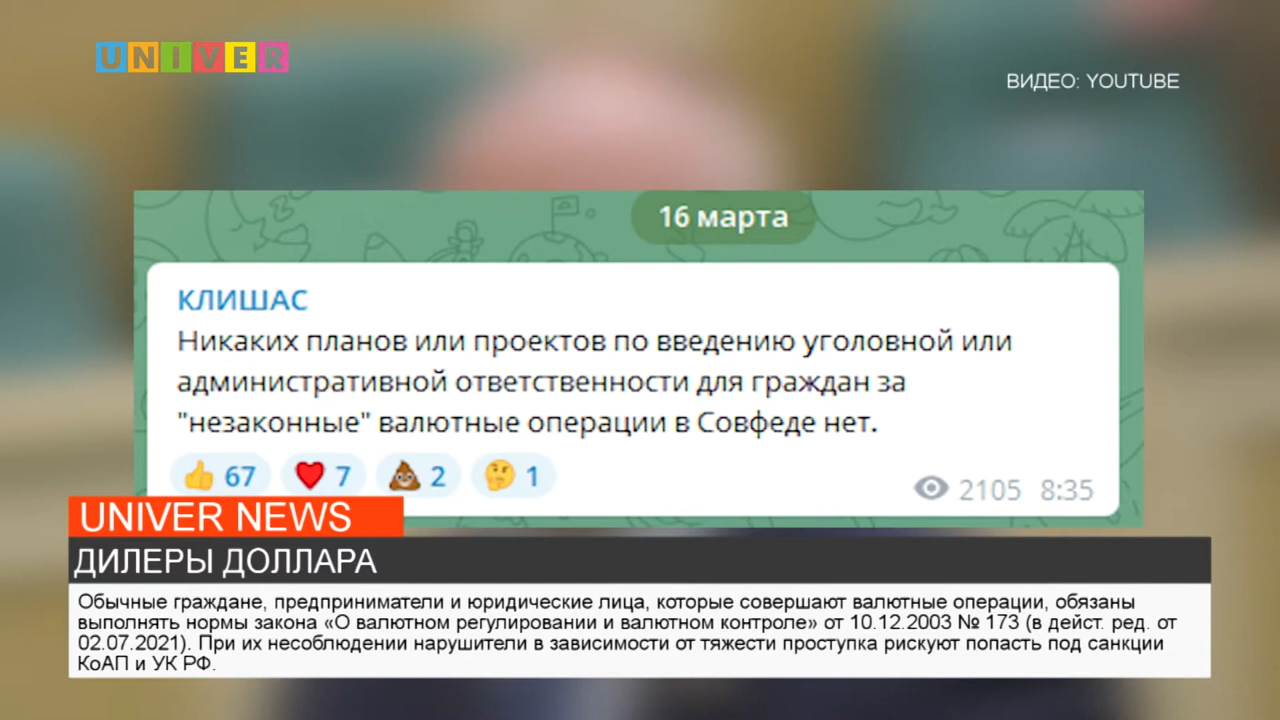 UNIVER
ВИДЕО: YOUTUBE
16 марта
КЛИШАС
Никаких планов или проектов по введению уголовной или
административной ответственности для граждан за
"незаконные" валютные операции в Совфеде нет.
👍 67 ❤️ 7 💩 2 🤔 1
2105 8:35
UNIVER NEWS
ДИЛЕРЫ ДОЛЛАРА
Обычные граждане, предприниматели и юридические лица, которые совершают валютные операции, обязаны
выполнять нормы закона «О валютном регулировании и валютном контроле» от 10.12.2003 № 173 (в дейст. ред. от
02.07.2021). При их несоблюдении нарушители в зависимости от тяжести проступка рискуют попасть под санкции
КоАП и УК РФ.